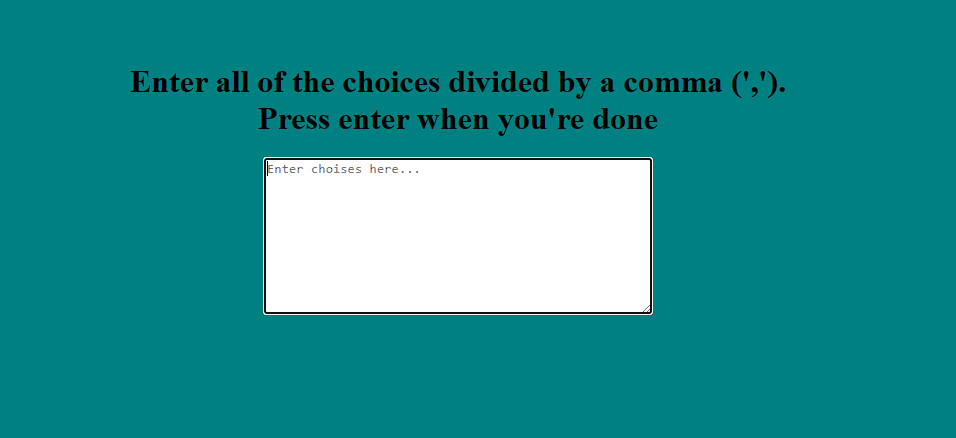 Enter all of the choices divided by a comma (',').
Press enter when you're done
Enter choises here...